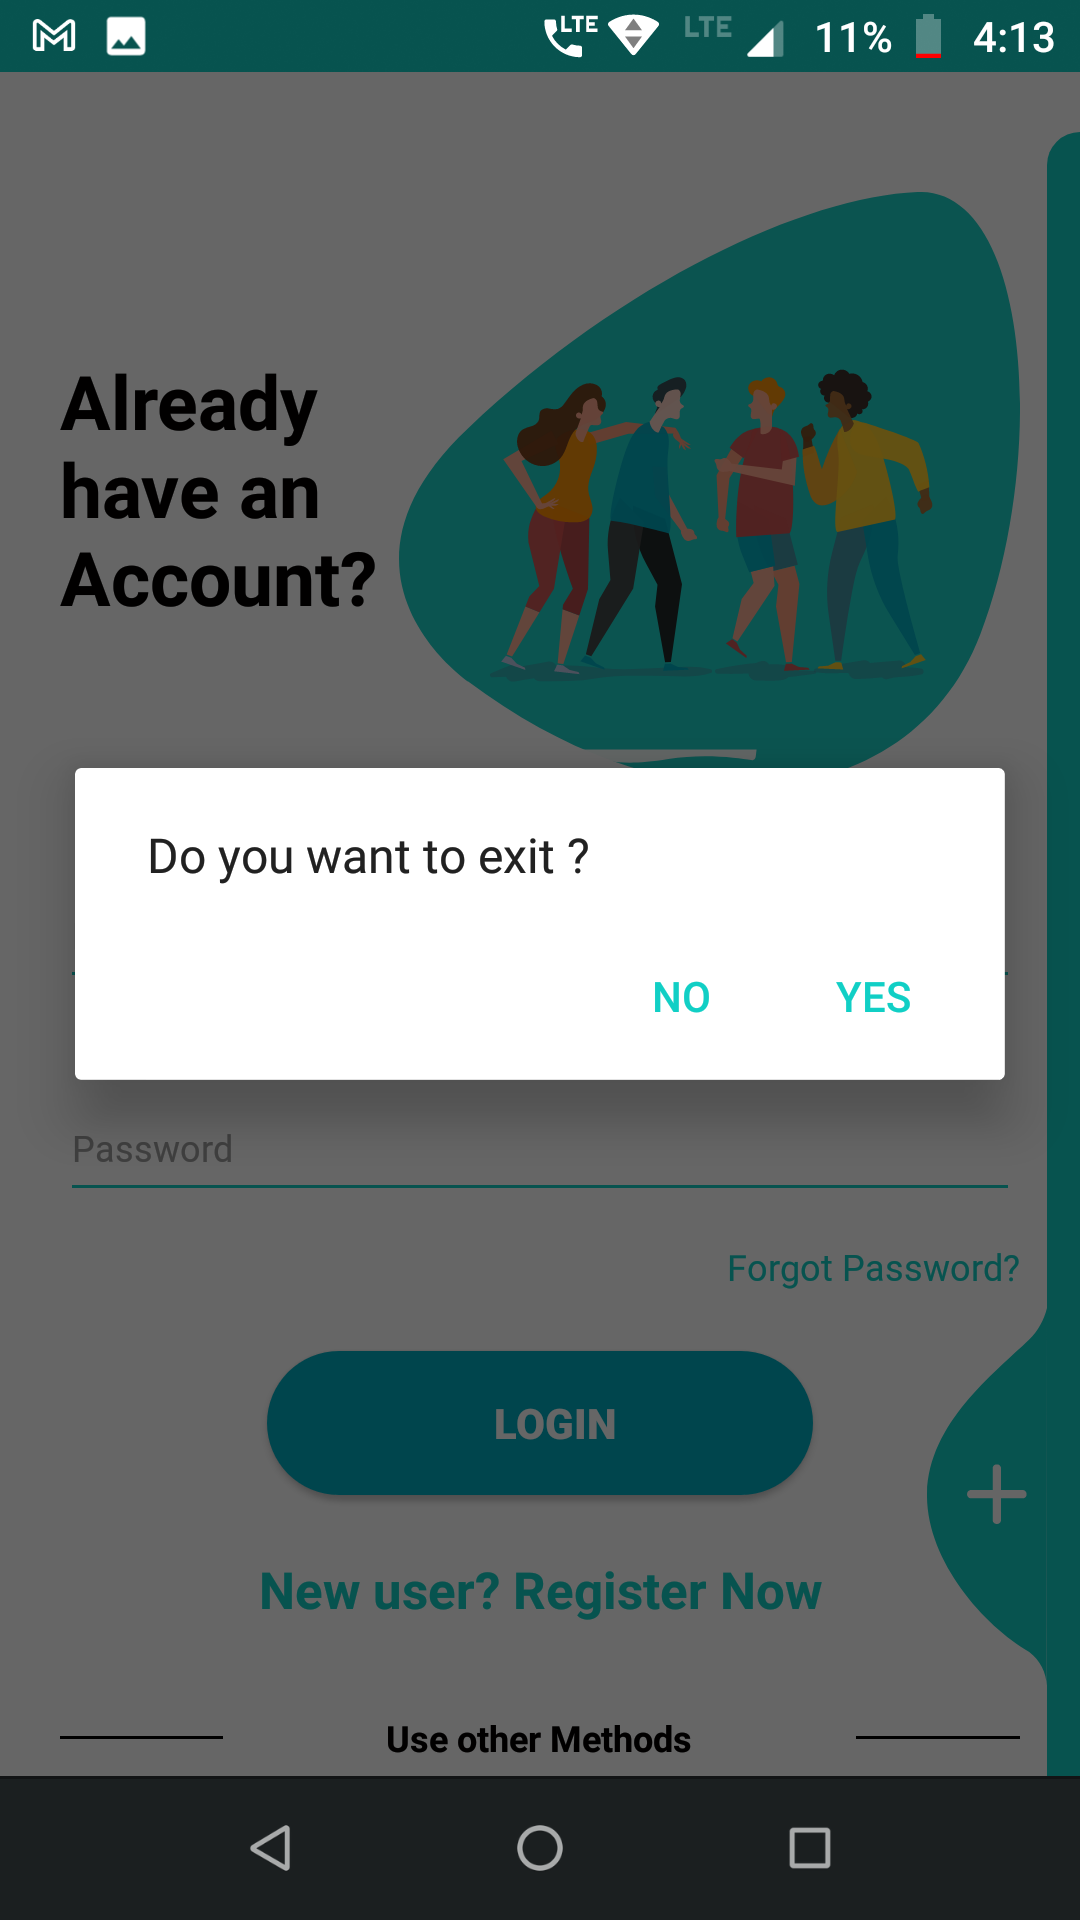 LTE LTE 11% 4:13
Already
have an
Account?
Do you want to exit ?
NO YES
Password
Forgot Password?
LOGIN
New user? Register Now
Use other Methods